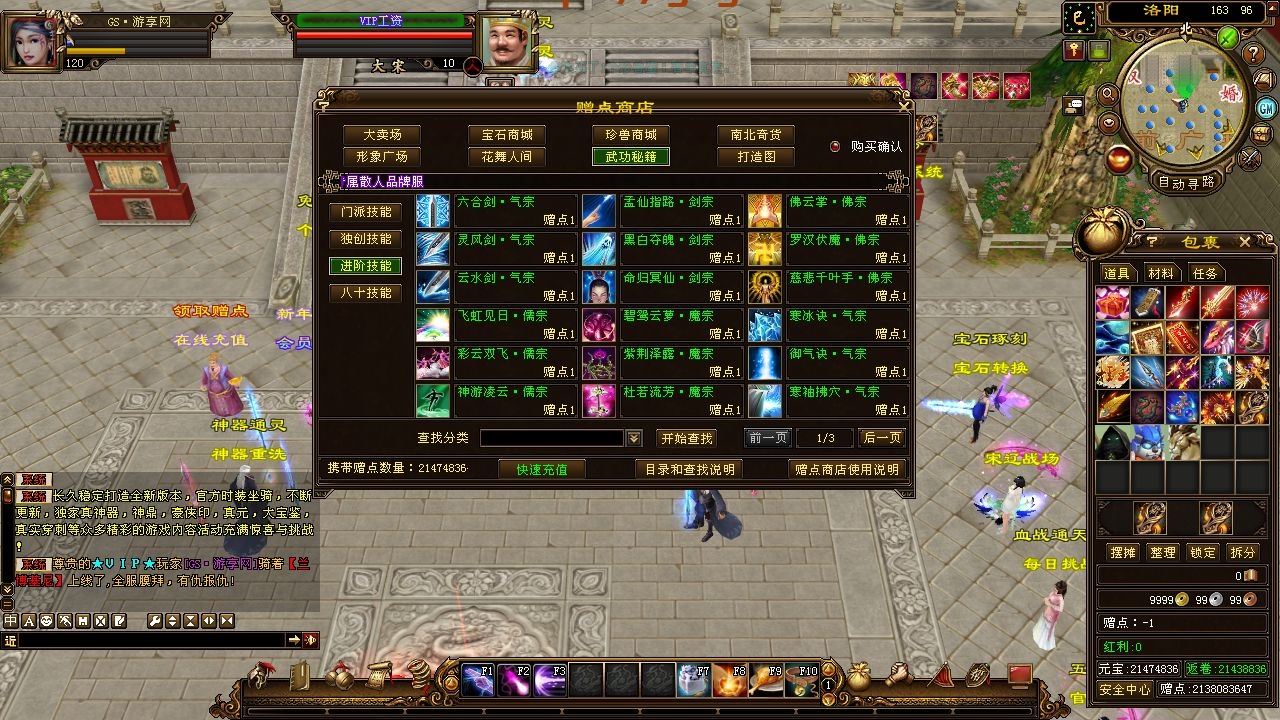 GS·游享网
120
VIP工资
大宋
10
洛阳 163 96
北
婚
GM
自动寻路
赠点商店
大卖场 宝石商城 珍兽商城 南北奇货
形象广场 花舞人间 武功秘籍 打造图
购买确认
属散人品牌服
门派技能
独创技能
进阶技能
八十技能
六合剑·气宗 赠点1
孟仙指路·剑宗 赠点1
佛云掌·佛宗 赠点1
灵风剑·气宗 赠点1
黑白夺魄·剑宗 赠点1
罗汉伏魔·佛宗 赠点1
云水剑·气宗 赠点1
命归冥仙·剑宗 赠点1
慈悲千叶手·佛宗 赠点1
飞虹见日·儒宗 赠点1
碧鸳云萝·魔宗 赠点1
寒冰诀·气宗 赠点1
彩云双飞·儒宗 赠点1
紫荆泽露·魔宗 赠点1
御气诀·气宗 赠点1
神游凌云·儒宗 赠点1
杜若流芳·魔宗 赠点1
寒袖拂穴·气宗 赠点1
查找分类 开始查找 前一页 1/3 后一页
携带赠点数量：21474836 快速充值 目录和查找说明 赠点商店使用说明
领取赠点
在线充值
新年
会员
神器通灵
神器重洗
宝石琢刻
宝石转换
宋辽战场
血战通天
每日挑战
包裹
道具 材料 任务
摆摊 整理 锁定 拆分
0
9999 99 99
赠点：-1
红利:0
元宝:21474836 返卷:21438836
安全中心 赠点:2138083647
系统
系统 长久稳定打造全新版本，官方时装坐骑，不断
更新，独家真神器，神鼎，豪侠印，真元，大宝鉴，
真实穿刺等众多精彩的游戏内容活动充满惊喜与挑战
！
系统 尊贵的★VIP★玩家[GS·游享网]骑着【兰
博基尼】上线了,全服膜拜，有仇报仇!
近
F1 F2 F3 F7 F8 F9 F10
1